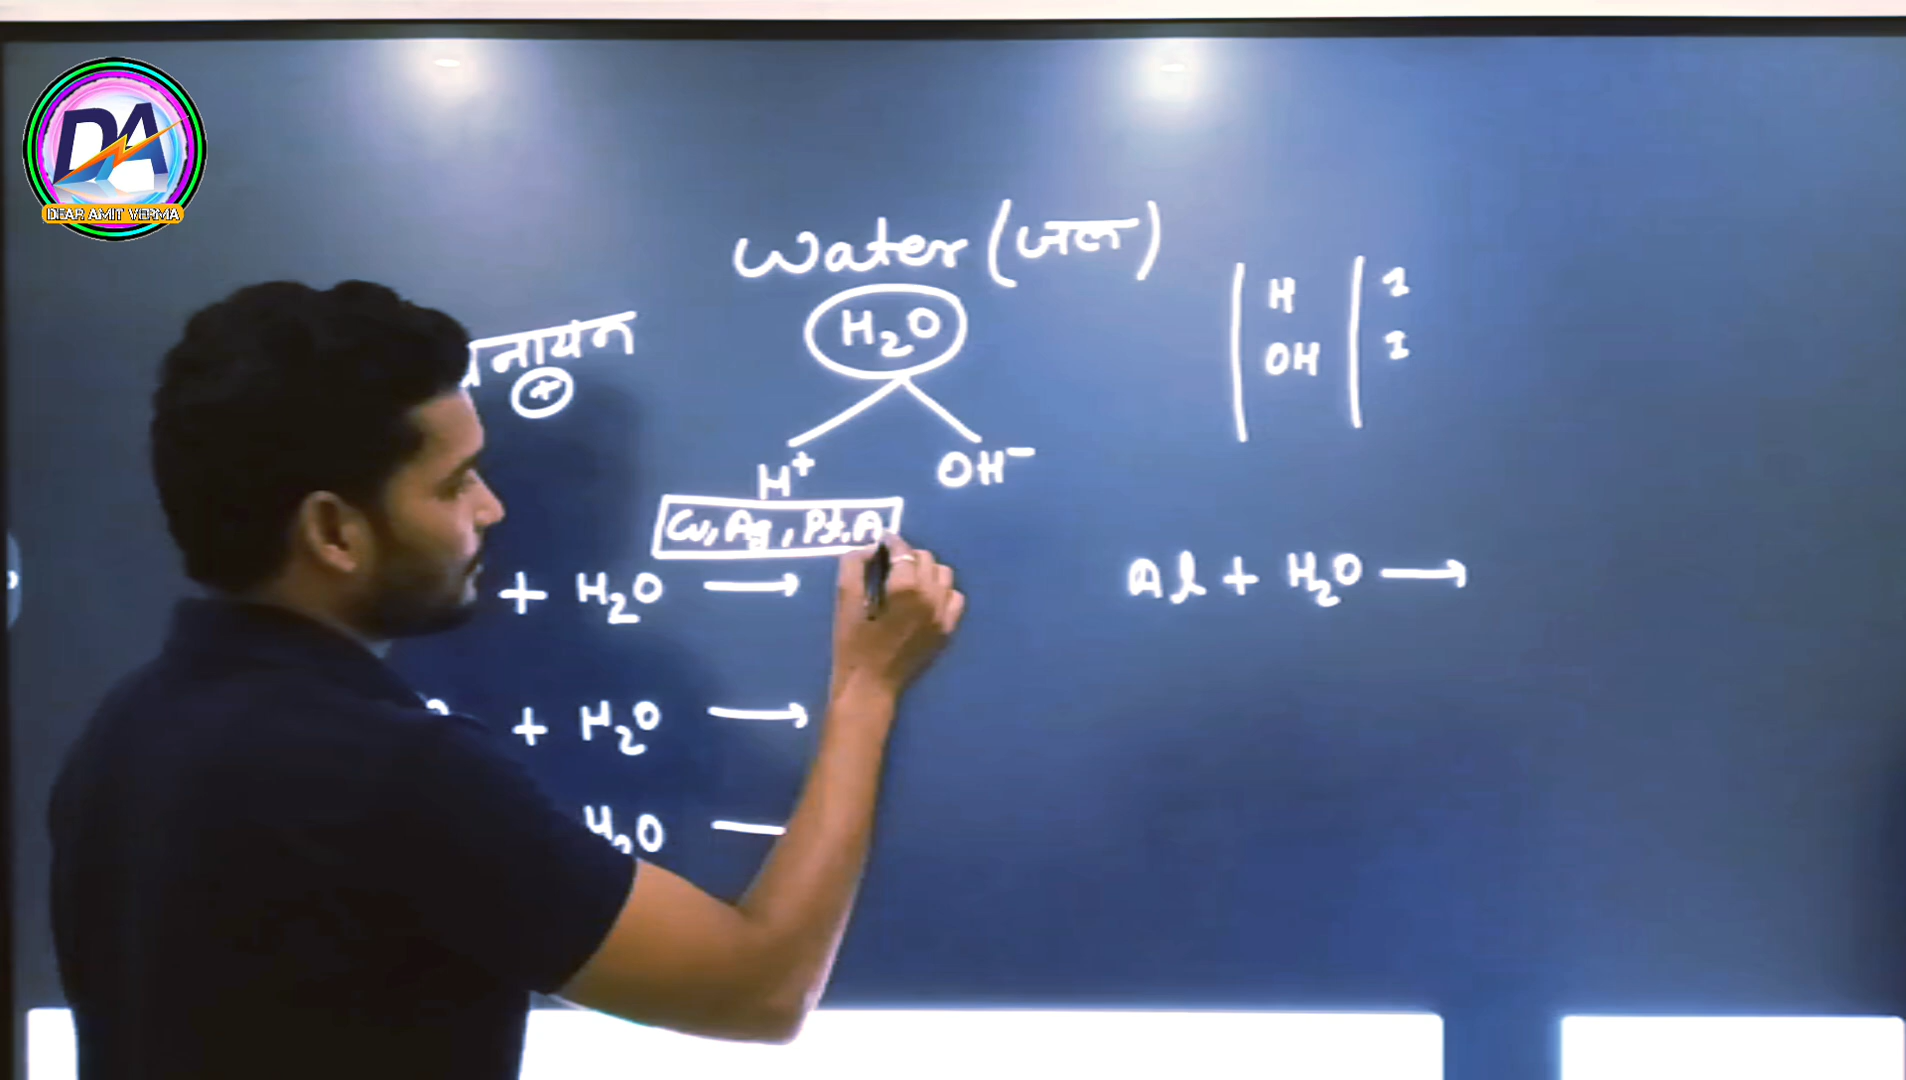 DA
DEAR AMIT VERMA
Water (जल)
H₂O
H 1
OH 1
नायन
+
H⁺ OH⁻
Cu, Ag, Pt, A
+ H₂O →
Al + H₂O →
+ H₂O →
H₂O —